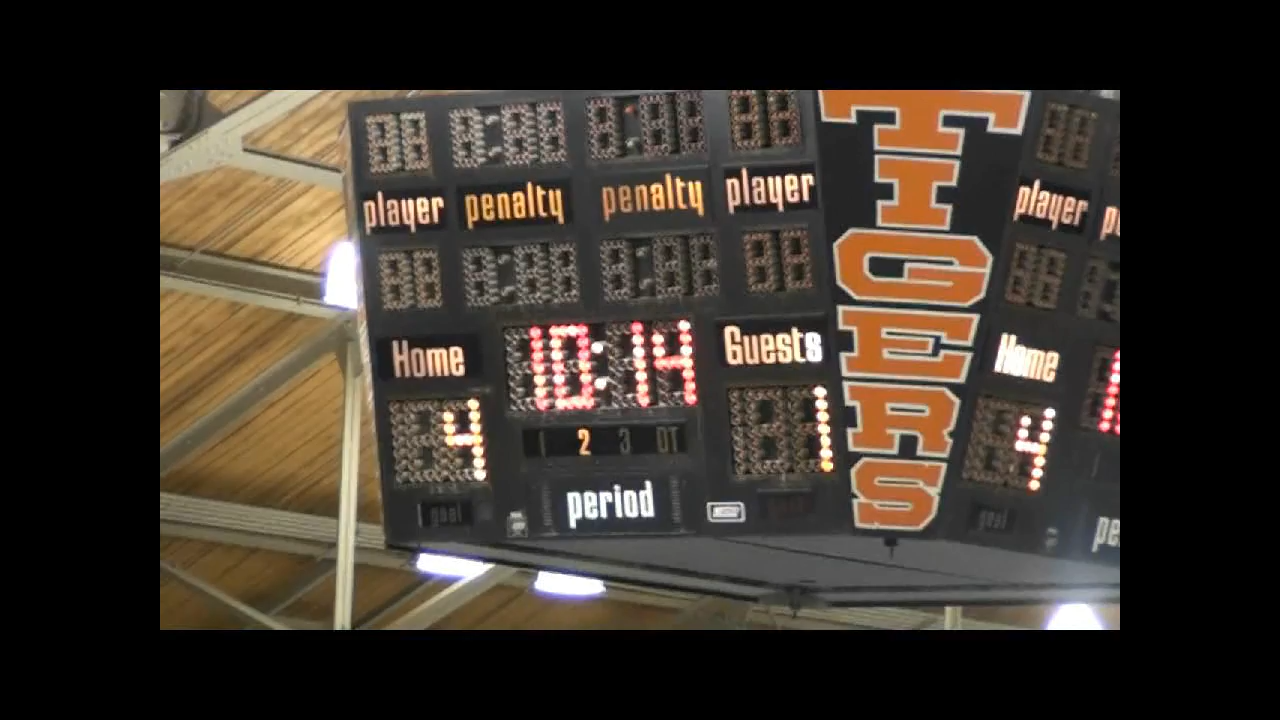 player penalty penalty player
Home 10:14 Guests
4 1 2 3 OT 1
goal period
TIGERS
player
Home
4
goal